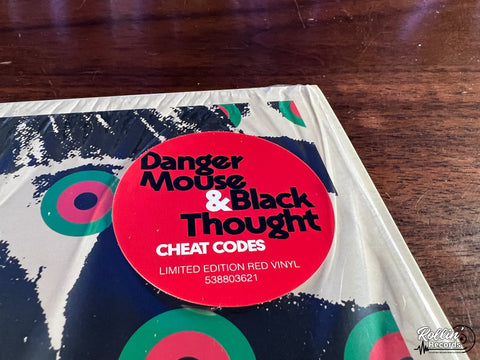 Danger
Mouse
& Black
Thought
CHEAT CODES
LIMITED EDITION RED VINYL
538803621
Rollin
Records